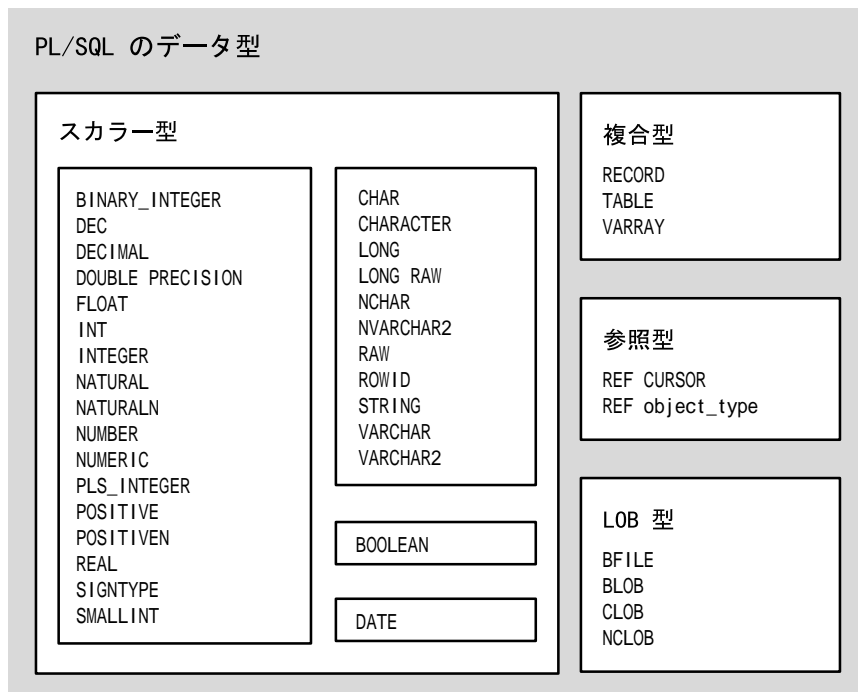 PL/SQL のデータ型
スカラー型
BINARY_INTEGER
DEC
DECIMAL
DOUBLE PRECISION
FLOAT
INT
INTEGER
NATURAL
NATURALN
NUMBER
NUMERIC
PLS_INTEGER
POSITIVE
POSITIVEN
REAL
SIGNTYPE
SMALLINT
CHAR
CHARACTER
LONG
LONG RAW
NCHAR
NVARCHAR2
RAW
ROWID
STRING
VARCHAR
VARCHAR2
BOOLEAN
DATE
複合型
RECORD
TABLE
VARRAY
参照型
REF CURSOR
REF object_type
LOB 型
BFILE
BLOB
CLOB
NCLOB